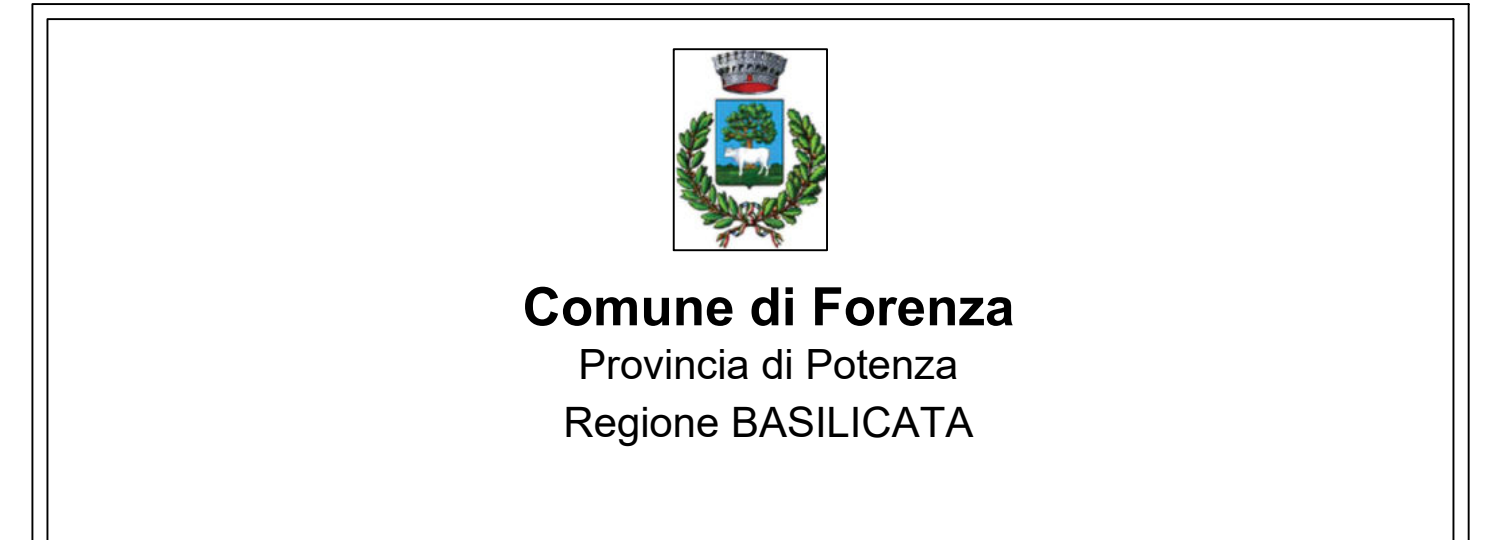 Comune di Forenza
Provincia di Potenza
Regione BASILICATA